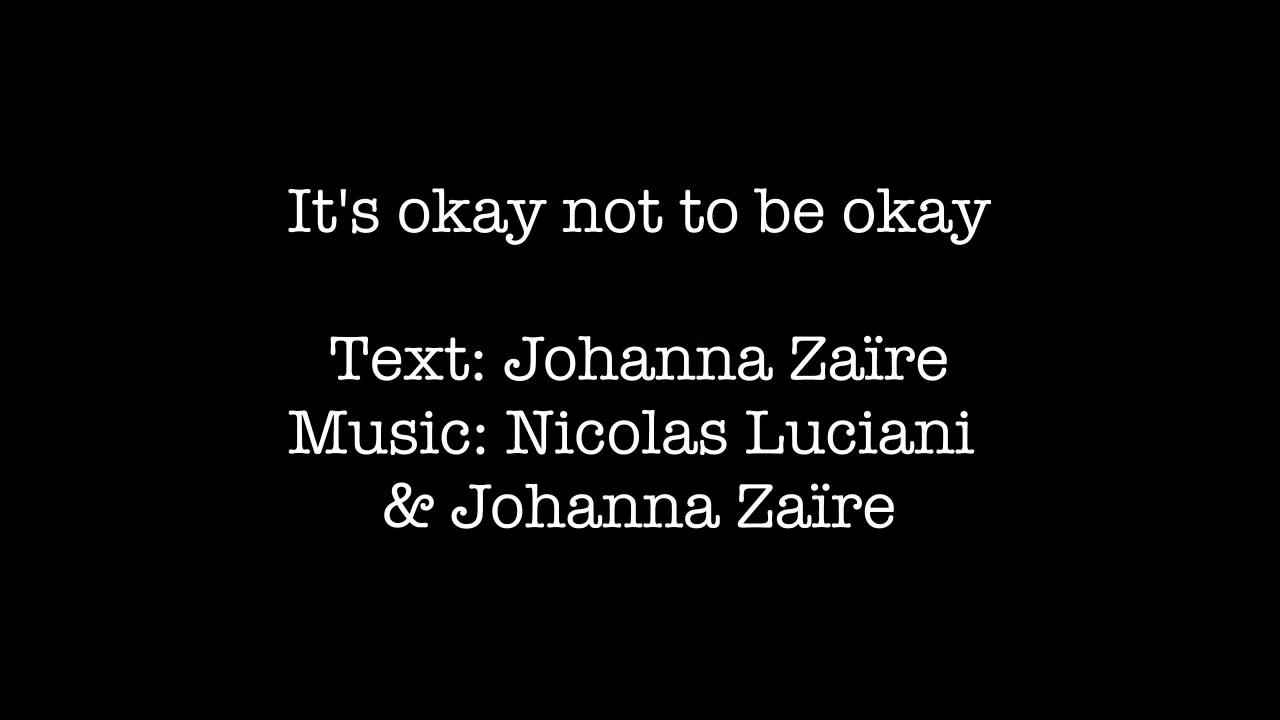 It's okay not to be okay
Text: Johanna Zaïre
Music: Nicolas Luciani
& Johanna Zaïre